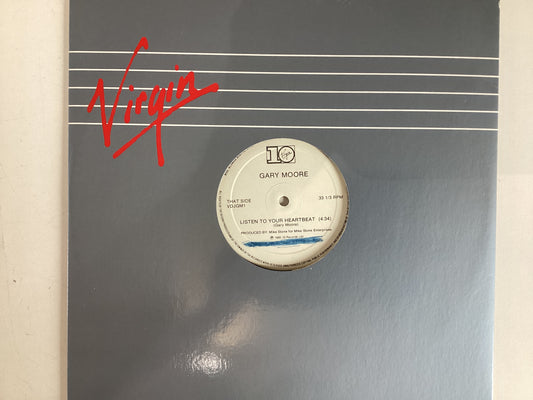 Virgin
10
Virgin
GARY MOORE
THAT SIDE
VDJGM1
33 1/3 RPM
LISTEN TO YOUR HEARTBEAT (4:34)
(Gary Moore)
PRODUCED BY: Mike Stone for Mike Stone Enterprises